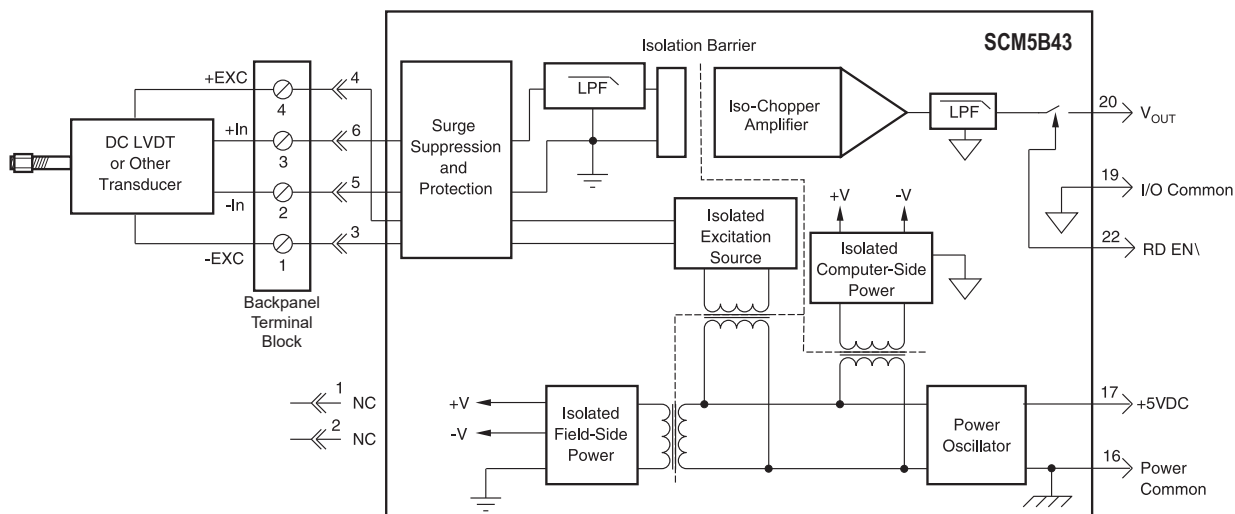 SCM5B43
Isolation Barrier
+EXC
4
4
+In
3
6
-In
2
5
-EXC
1
3
DC LVDT
or Other
Transducer
Backpanel
Terminal
Block
Surge
Suppression
and
Protection
LPF
Iso-Chopper
Amplifier
LPF
20
V_OUT
19
I/O Common
22
RD EN\
Isolated
Excitation
Source
+V
-V
Isolated
Computer-Side
Power
1
NC
2
NC
+V
-V
Isolated
Field-Side
Power
Power
Oscillator
17
+5VDC
16
Power
Common